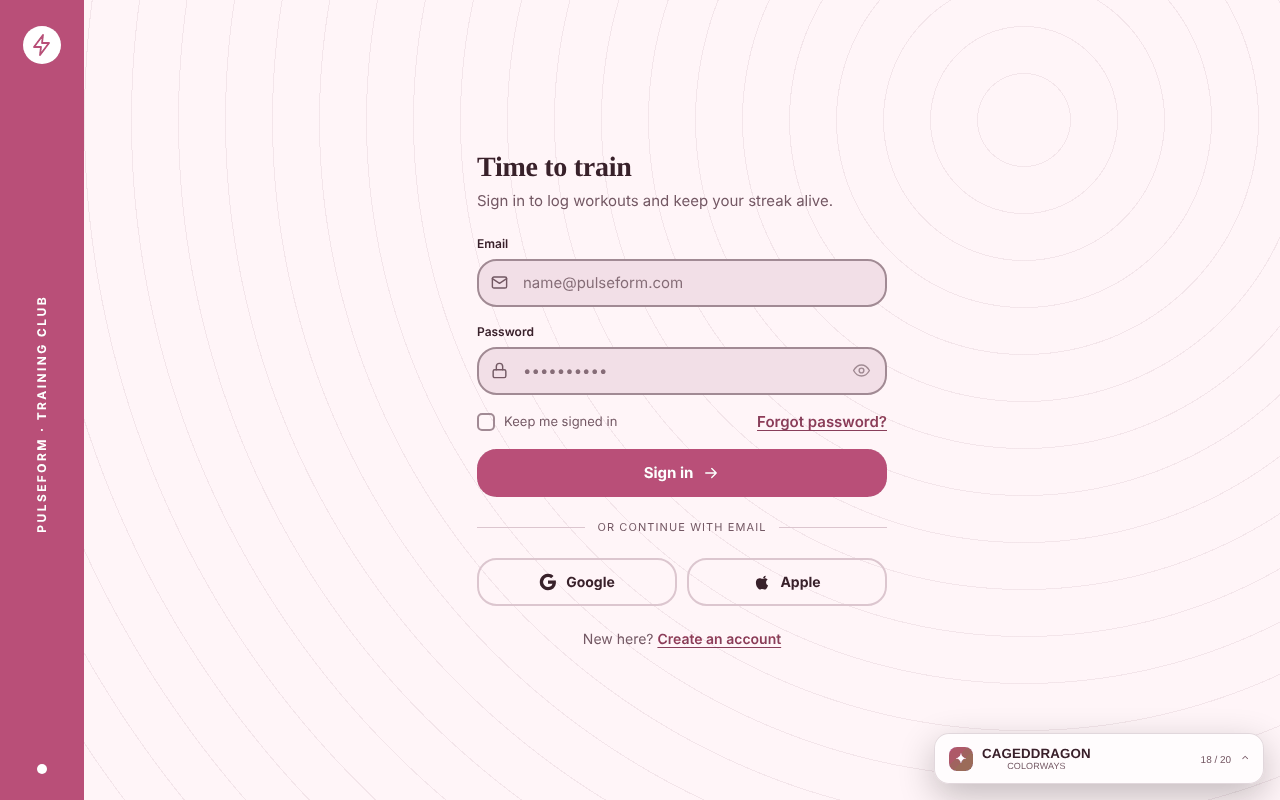 PULSEFORM · TRAINING CLUB
Time to train
Sign in to log workouts and keep your streak alive.
Email
name@pulseform.com
Password
Keep me signed in
Forgot password?
Sign in
OR CONTINUE WITH EMAIL
Google
Apple
New here? Create an account
CAGEDDRAGON
COLORWAYS
18 / 20